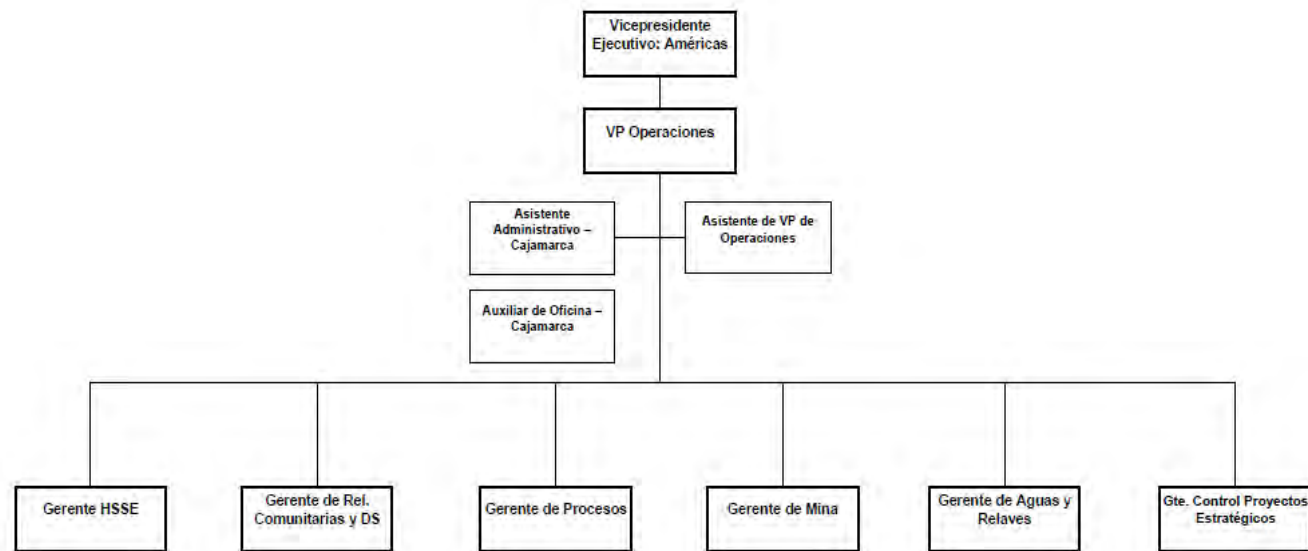 Vicepresidente
Ejecutivo: Américas
VP Operaciones
Asistente
Administrativo –
Cajamarca
Asistente de VP de
Operaciones
Auxiliar de Oficina –
Cajamarca
Gerente HSSE
Gerente de Rel.
Comunitarias y DS
Gerente de Procesos
Gerente de Mina
Gerente de Aguas y
Relaves
Gte. Control Proyectos
Estratégicos